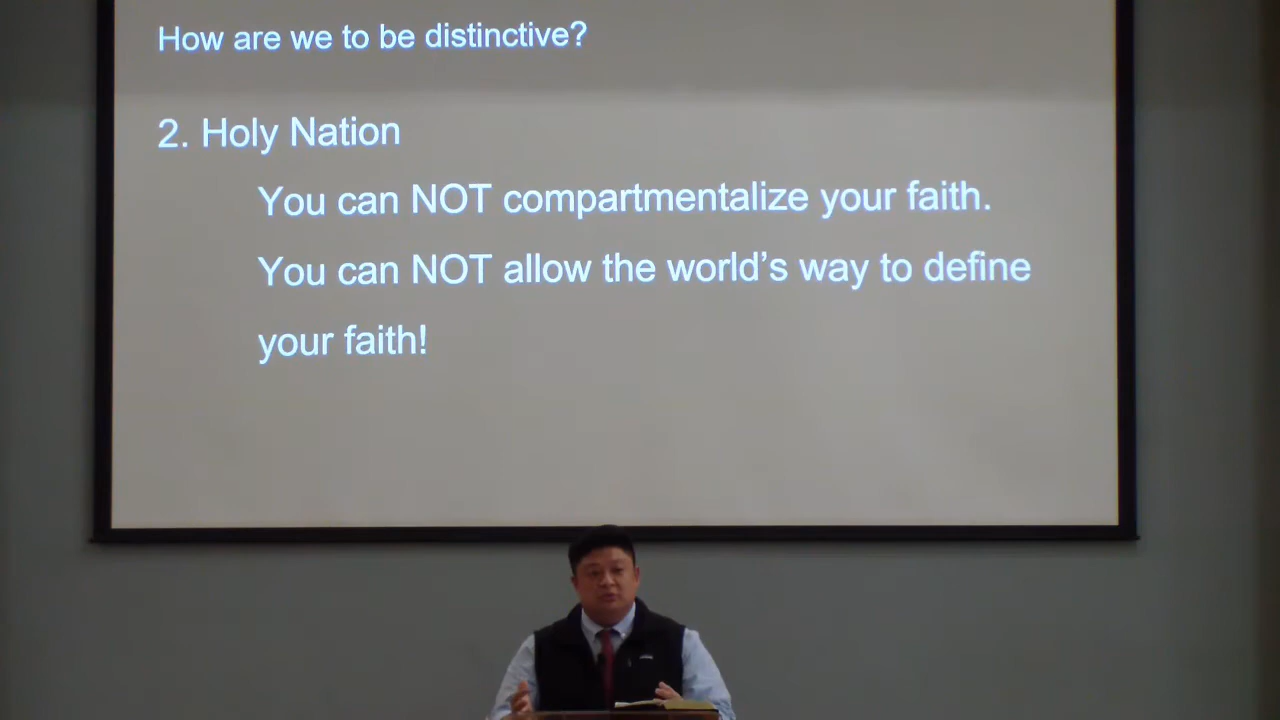 How are we to be distinctive?
2. Holy Nation
You can NOT compartmentalize your faith.
You can NOT allow the world’s way to define
your faith!